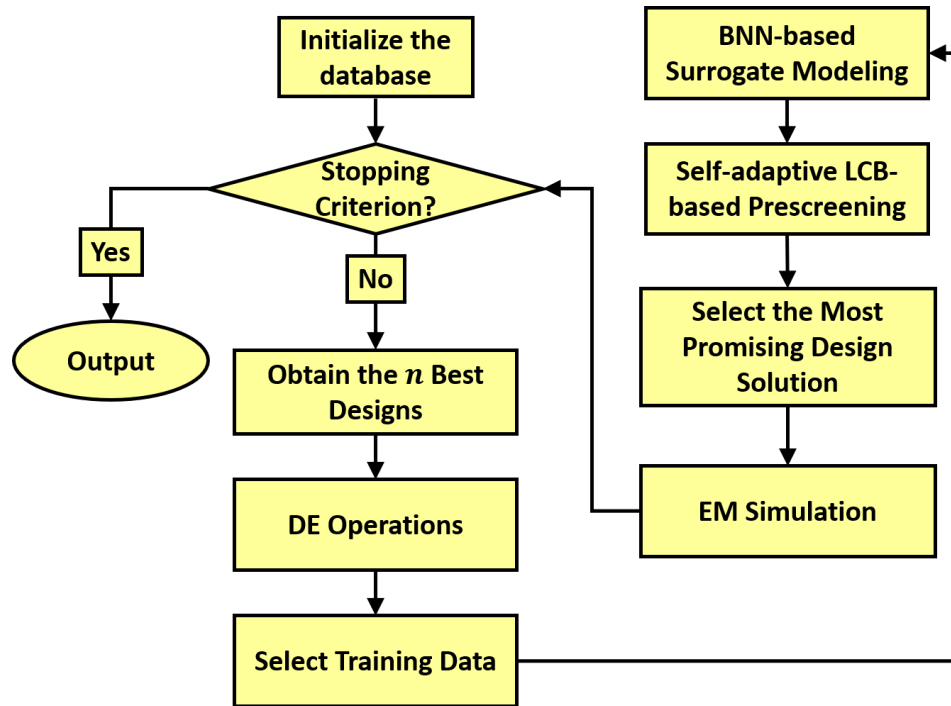 Initialize the
database
Stopping
Criterion?
Yes
No
Output
Obtain the n Best
Designs
DE Operations
Select Training Data
BNN-based
Surrogate Modeling
Self-adaptive LCB-
based Prescreening
Select the Most
Promising Design
Solution
EM Simulation